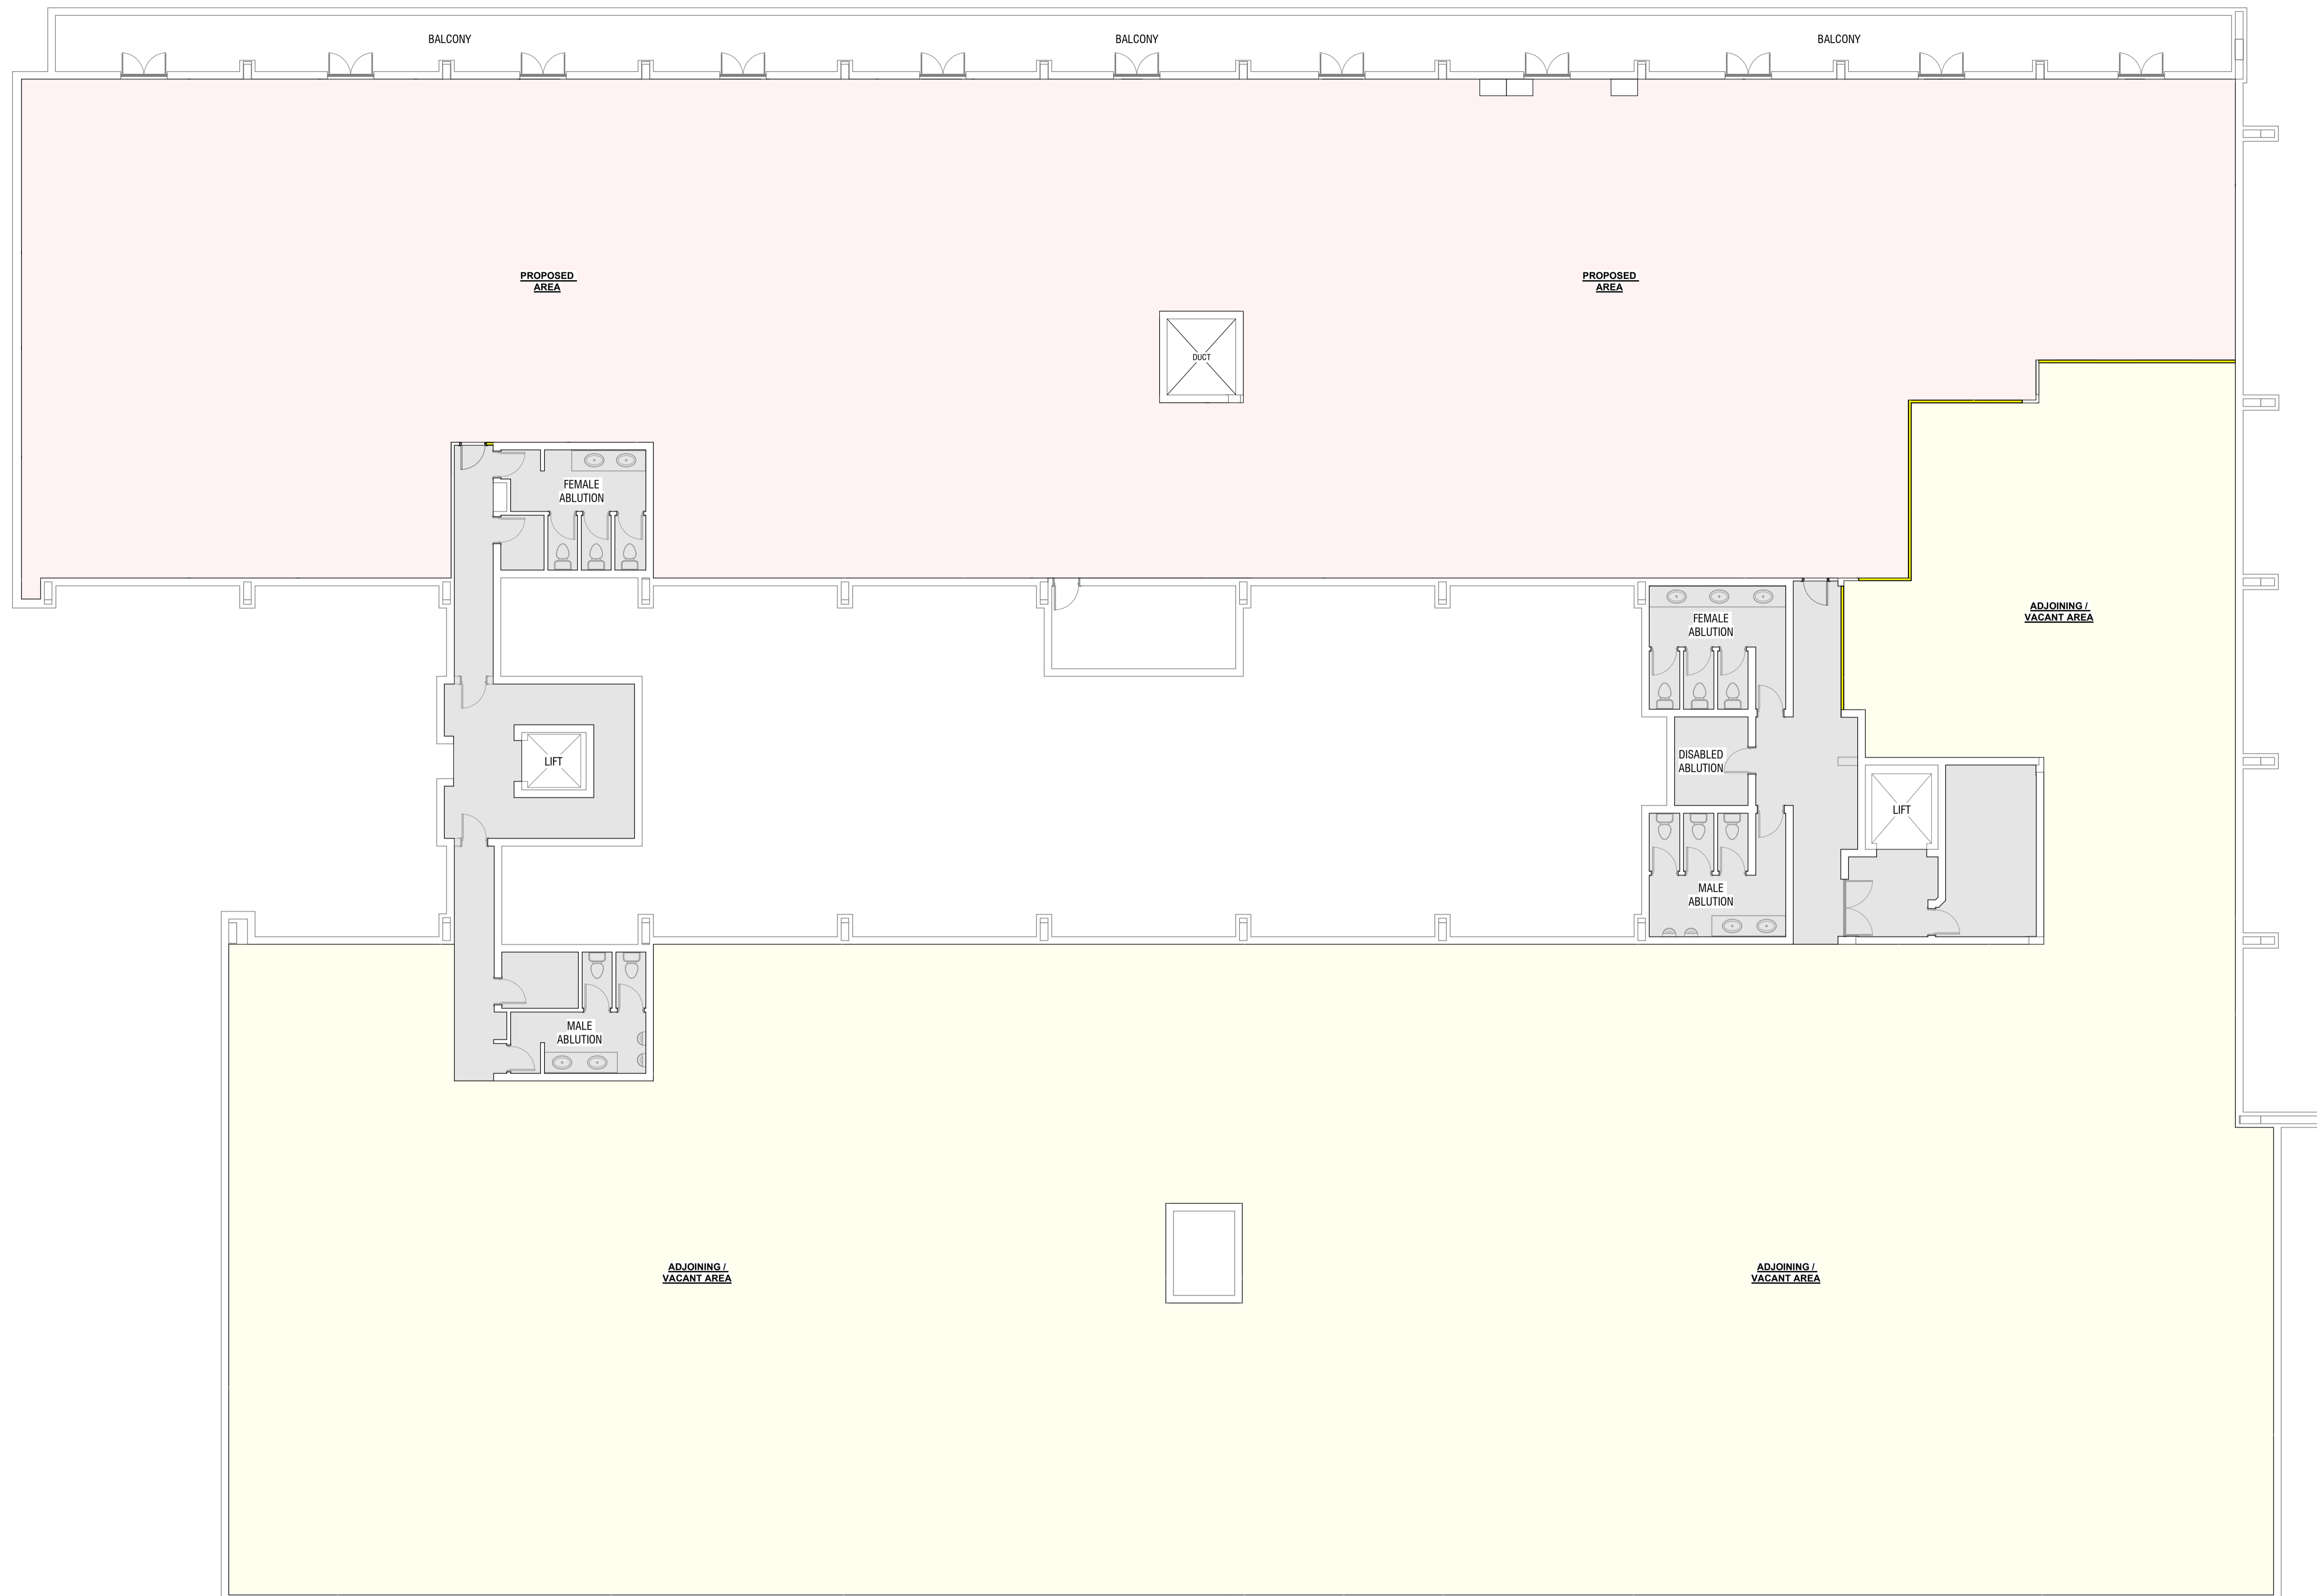 BALCONY
BALCONY
BALCONY
PROPOSED
AREA
PROPOSED
AREA
DUCT
FEMALE
ABLUTION
ADJOINING /
VACANT AREA
FEMALE
ABLUTION
LIFT
DISABLED
ABLUTION
LIFT
MALE
ABLUTION
MALE
ABLUTION
ADJOINING /
VACANT AREA
ADJOINING /
VACANT AREA